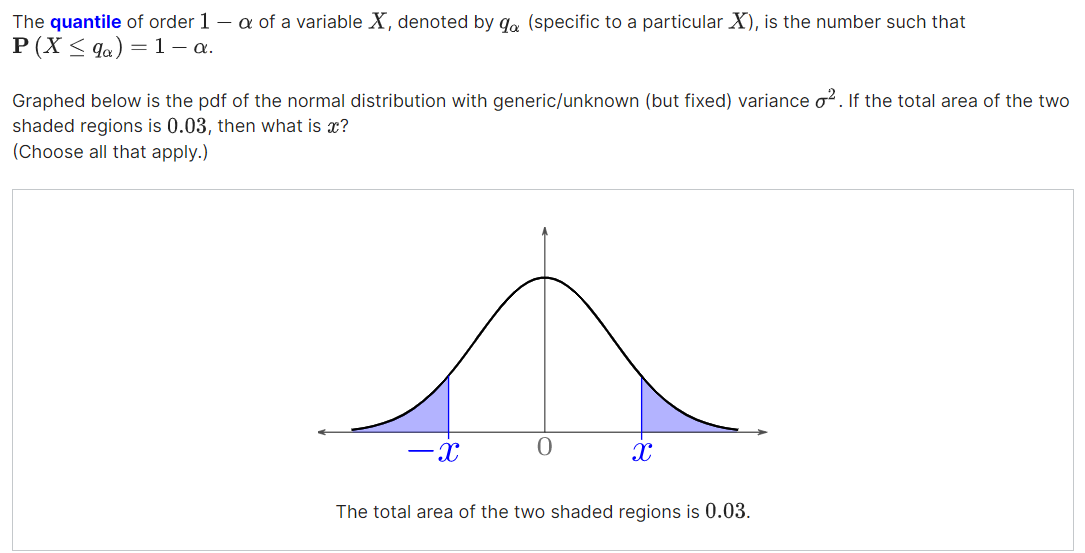 The quantile of order 1 − α of a variable X, denoted by qα (specific to a particular X), is the number such that
P (X ≤ qα) = 1 − α.
Graphed below is the pdf of the normal distribution with generic/unknown (but fixed) variance σ². If the total area of the two
shaded regions is 0.03, then what is x?
(Choose all that apply.)
−x 0 x
The total area of the two shaded regions is 0.03.